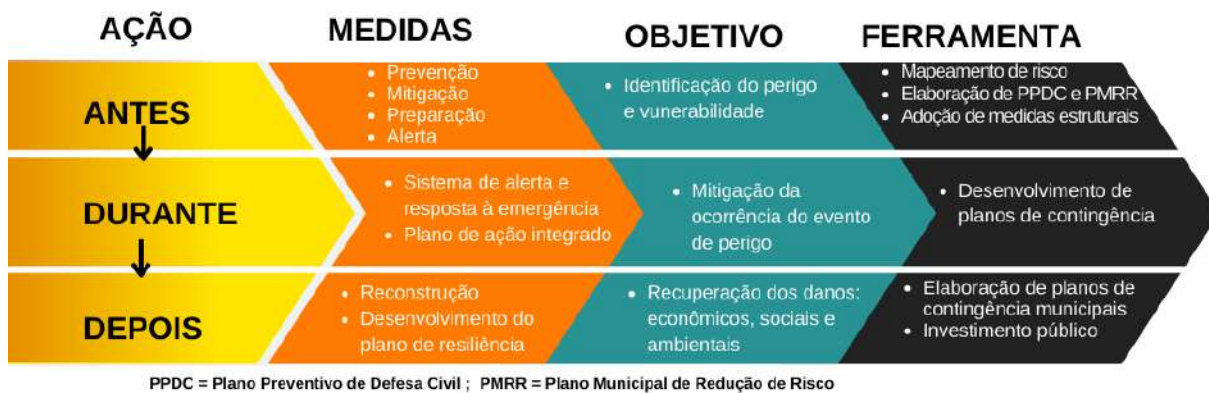 AÇÃO
MEDIDAS
OBJETIVO
FERRAMENTA
ANTES
• Prevenção
• Mitigação
• Preparação
• Alerta
• Identificação do perigo
e vunerabilidade
• Mapeamento de risco
• Elaboração de PPDC e PMRR
• Adoção de medidas estruturais
DURANTE
• Sistema de alerta e
resposta à emergência
• Plano de ação integrado
• Mitigação da
ocorrência do evento
de perigo
• Desenvolvimento de
planos de contingência
DEPOIS
• Reconstrução
• Desenvolvimento do
plano de resiliência
• Recuperação dos danos:
econômicos, sociais e
ambientais
• Elaboração de planos de
contingência municipais
• Investimento público
PPDC = Plano Preventivo de Defesa Civil ; PMRR = Plano Municipal de Redução de Risco